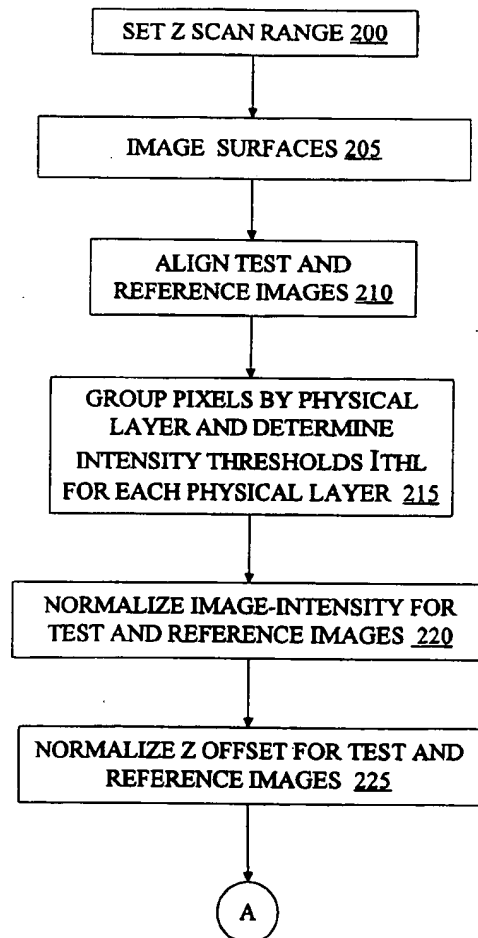 SET Z SCAN RANGE 200
IMAGE SURFACES 205
ALIGN TEST AND
REFERENCE IMAGES 210
GROUP PIXELS BY PHYSICAL
LAYER AND DETERMINE
INTENSITY THRESHOLDS ITHL
FOR EACH PHYSICAL LAYER 215
NORMALIZE IMAGE-INTENSITY FOR
TEST AND REFERENCE IMAGES 220
NORMALIZE Z OFFSET FOR TEST AND
REFERENCE IMAGES 225
A